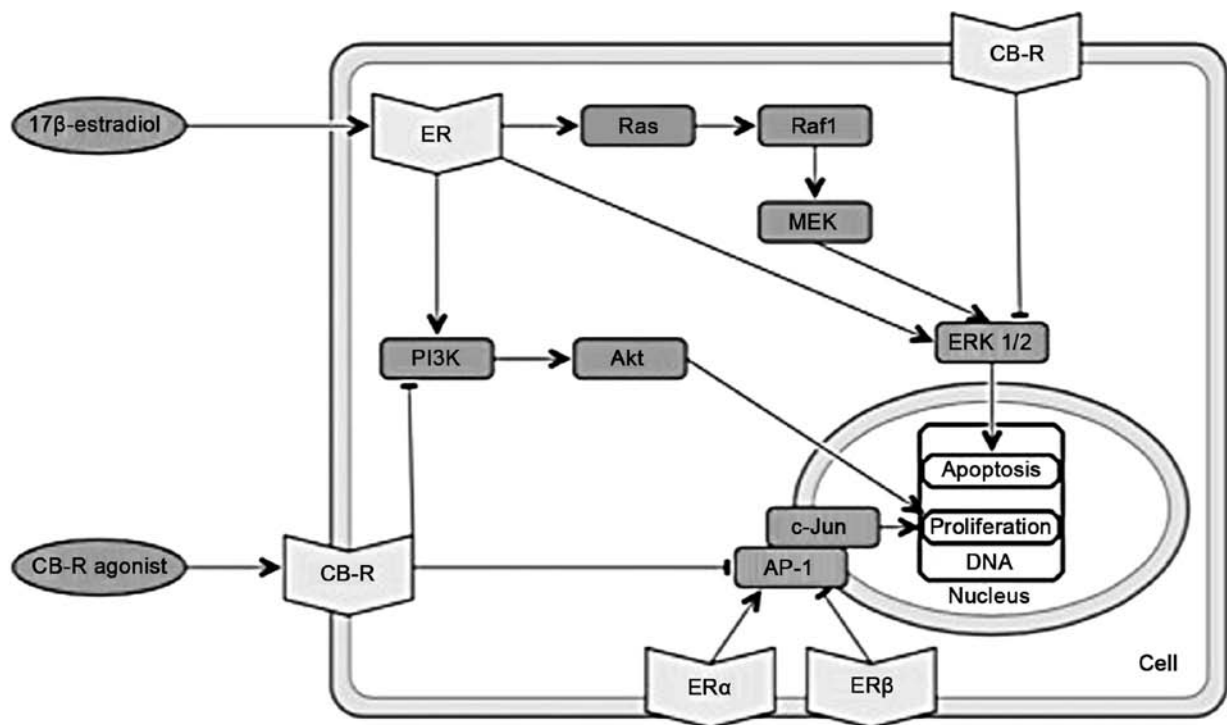 CB-R
17β-estradiol
ER
Ras
Raf1
MEK
PI3K
Akt
ERK 1/2
Apoptosis
c-Jun
Proliferation
CB-R agonist
CB-R
AP-1
DNA
Nucleus
Cell
ERα
ERβ